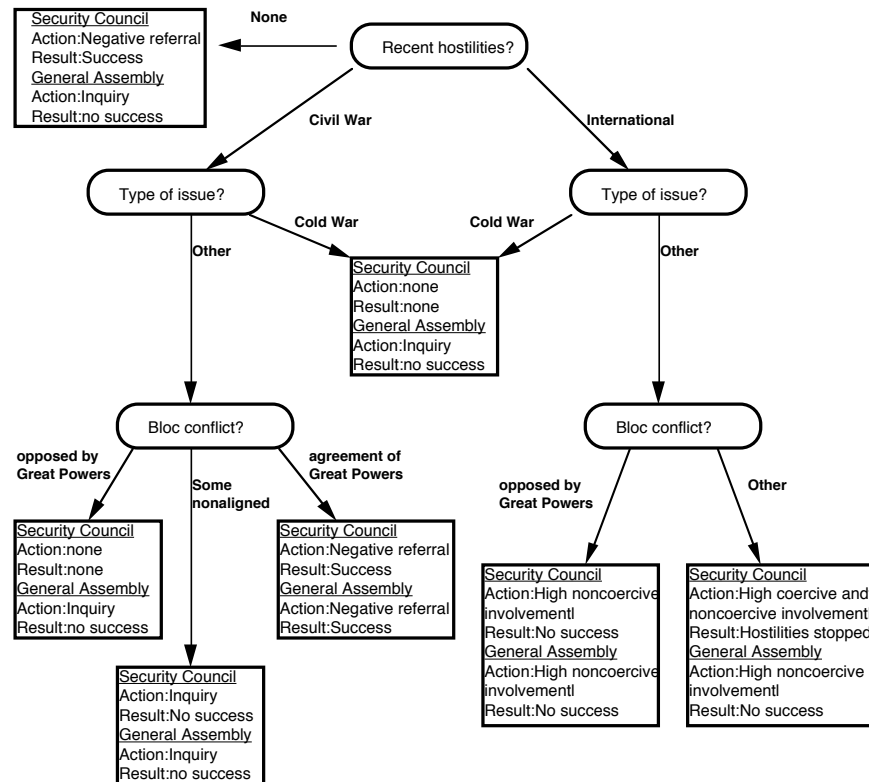 Security Council
Action:Negative referral
Result:Success
General Assembly
Action:Inquiry
Result:no success
None
Recent hostilities?
Civil War
International
Type of issue?
Type of issue?
Cold War
Cold War
Other
Other
Security Council
Action:none
Result:none
General Assembly
Action:Inquiry
Result:no success
Bloc conflict?
Bloc conflict?
opposed by
Great Powers
Some
nonaligned
agreement of
Great Powers
opposed by
Great Powers
Other
Security Council
Action:none
Result:none
General Assembly
Action:Inquiry
Result:no success
Security Council
Action:Negative referral
Result:Success
General Assembly
Action:Negative referral
Result:Success
Security Council
Action:High noncoercive
involvementl
Result:No success
General Assembly
Action:High noncoercive
involvementl
Result:No success
Security Council
Action:High coercive and
noncoercive involvementl
Result:Hostilities stopped
General Assembly
Action:High noncoercive
involvementl
Result:No success
Security Council
Action:Inquiry
Result:No success
General Assembly
Action:Inquiry
Result:no success